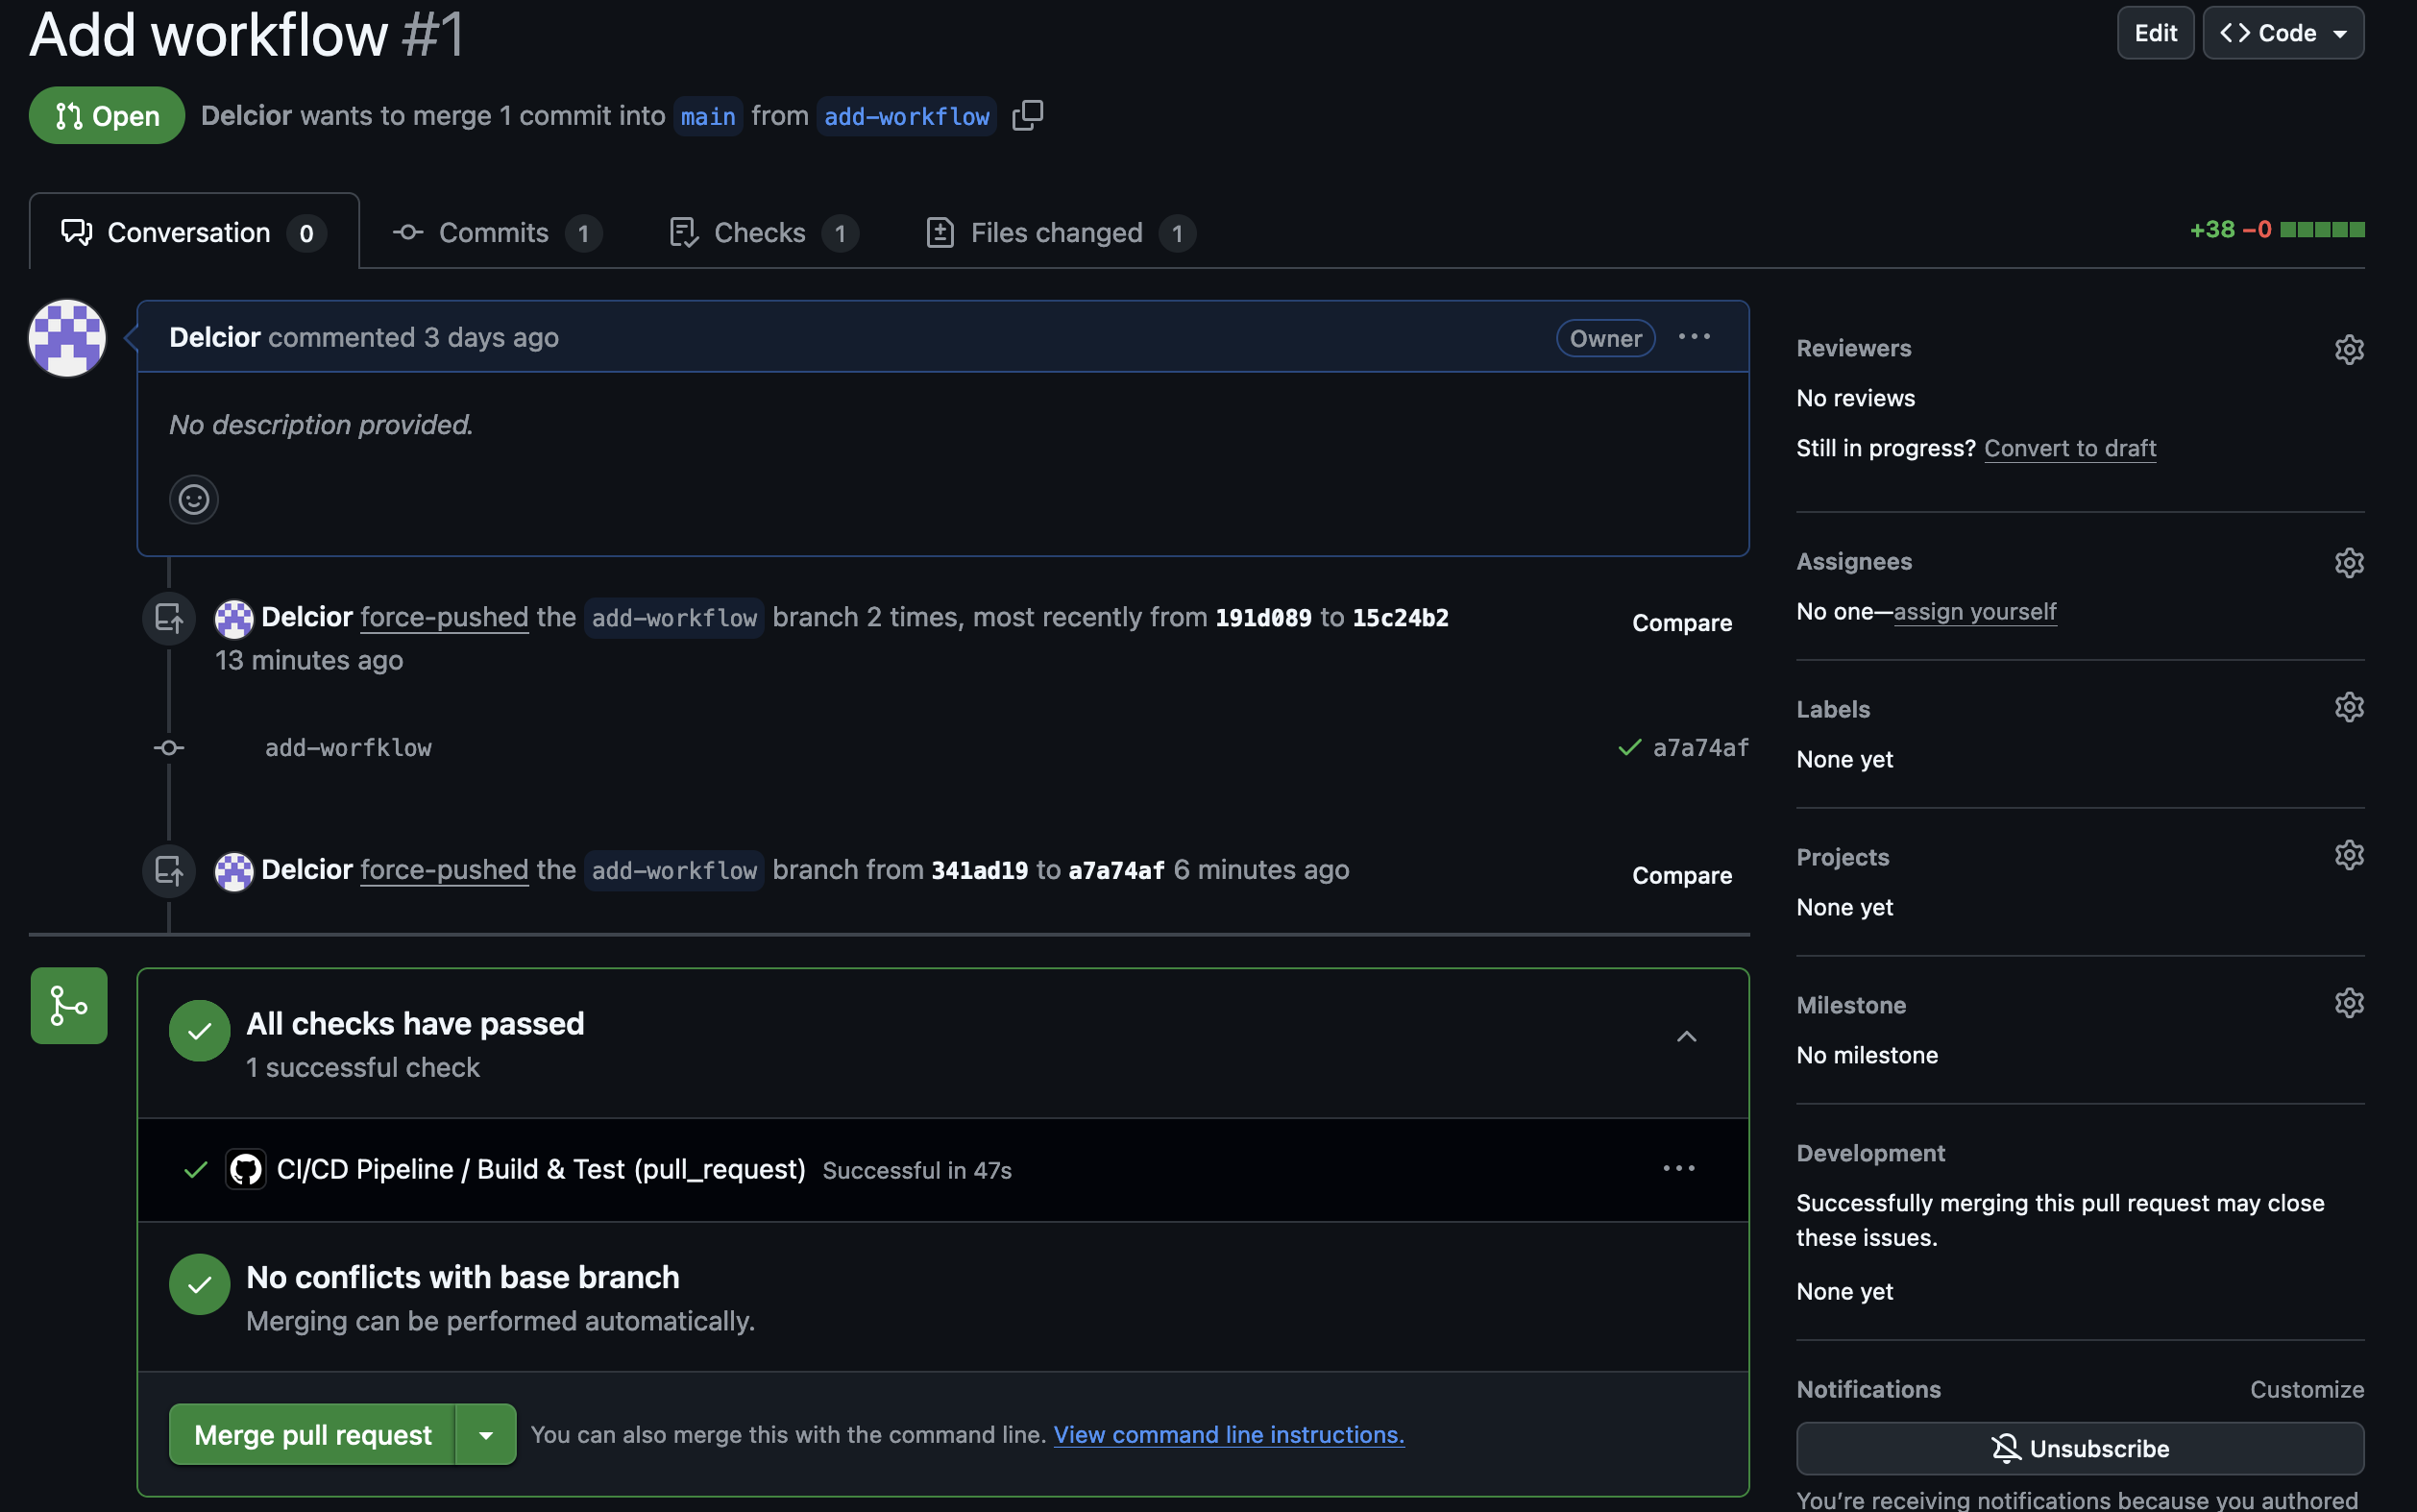 Add workflow #1
Edit
Code
Open
Delcior wants to merge 1 commit into main from add-workflow
Conversation 0
Commits 1
Checks 1
Files changed 1
+38 −0
Delcior commented 3 days ago
Owner
No description provided.
Delcior force-pushed the add-workflow branch 2 times, most recently from 191d089 to 15c24b2
13 minutes ago
Compare
add-worfklow
a7a74af
Delcior force-pushed the add-workflow branch from 341ad19 to a7a74af 6 minutes ago
Compare
All checks have passed
1 successful check
CI/CD Pipeline / Build & Test (pull_request) Successful in 47s
No conflicts with base branch
Merging can be performed automatically.
Merge pull request
You can also merge this with the command line. View command line instructions.
Reviewers
No reviews
Still in progress? Convert to draft
Assignees
No one—assign yourself
Labels
None yet
Projects
None yet
Milestone
No milestone
Development
Successfully merging this pull request may close
these issues.
None yet
Notifications
Customize
Unsubscribe
You're receiving notifications because you authored